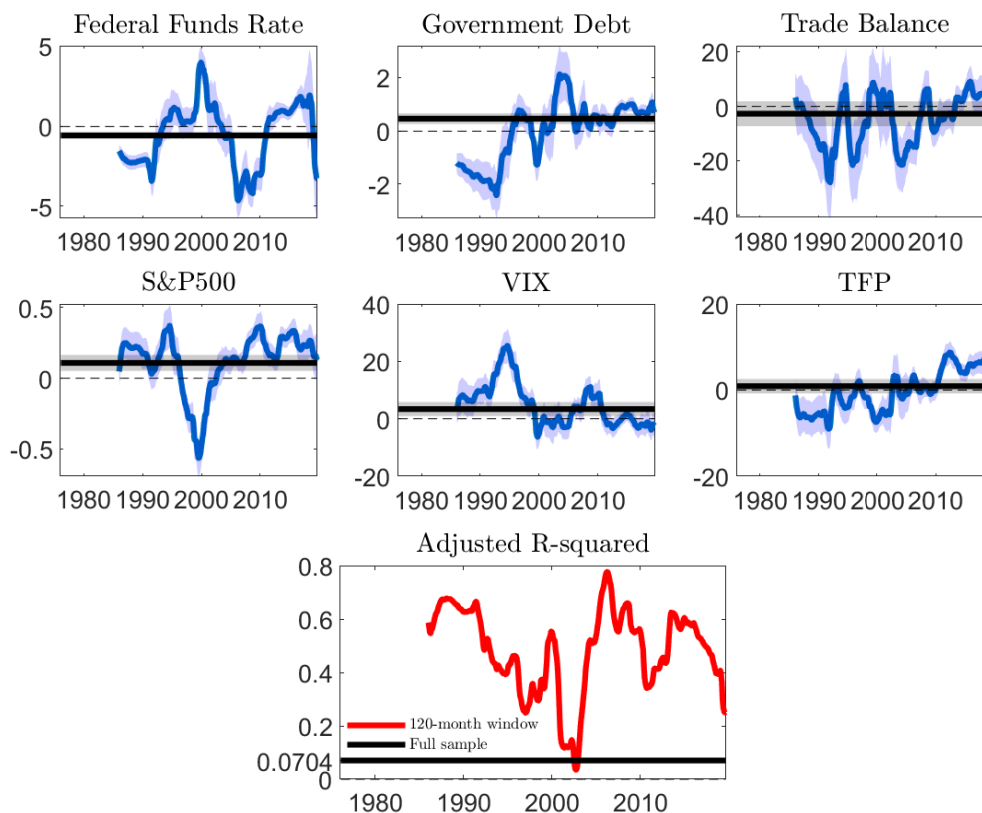 Federal Funds Rate
Government Debt
Trade Balance
5
0
-5
1980 1990 2000 2010
2
0
-2
1980 1990 2000 2010
20
0
-20
-40
1980 1990 2000 2010
S&P500
VIX
TFP
0.5
0
-0.5
1980 1990 2000 2010
40
20
0
-20
1980 1990 2000 2010
20
0
-20
1980 1990 2000 2010
Adjusted R-squared
0.8
0.6
0.4
0.2
0.0704
0
120-month window
Full sample
1980 1990 2000 2010